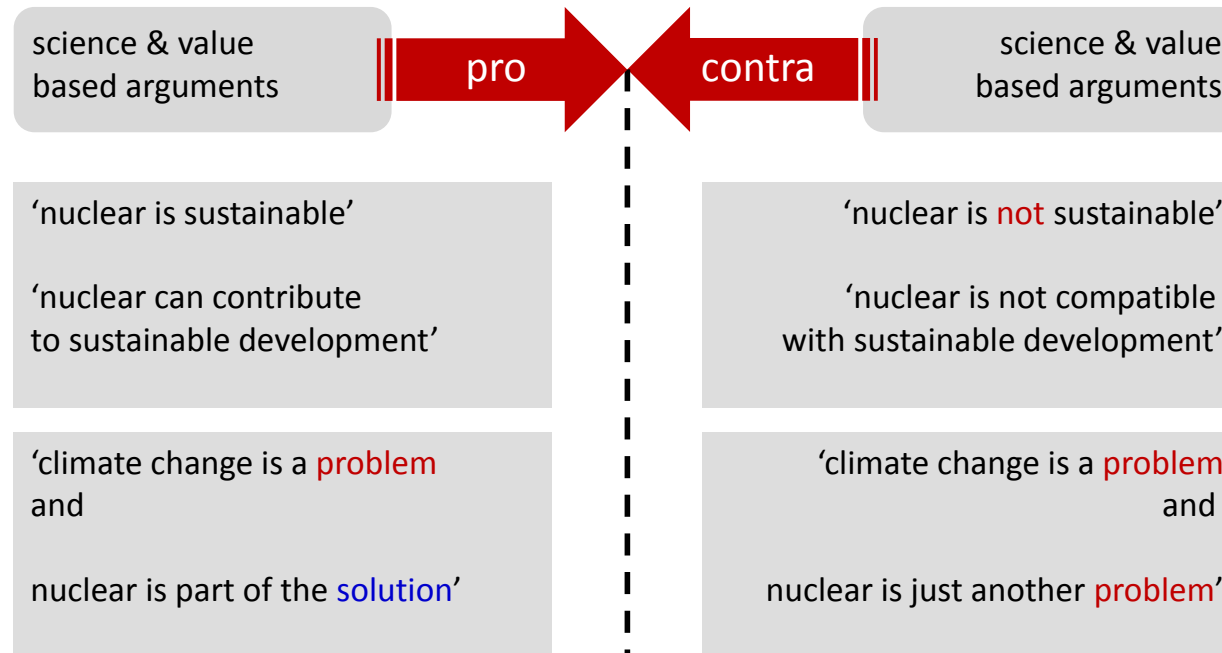 science & value
based arguments
pro
contra
science & value
based arguments
‘nuclear is sustainable’
‘nuclear can contribute
to sustainable development’
‘nuclear is not sustainable’
‘nuclear is not compatible
with sustainable development’
‘climate change is a problem
and
nuclear is part of the solution’
‘climate change is a problem
and
nuclear is just another problem’